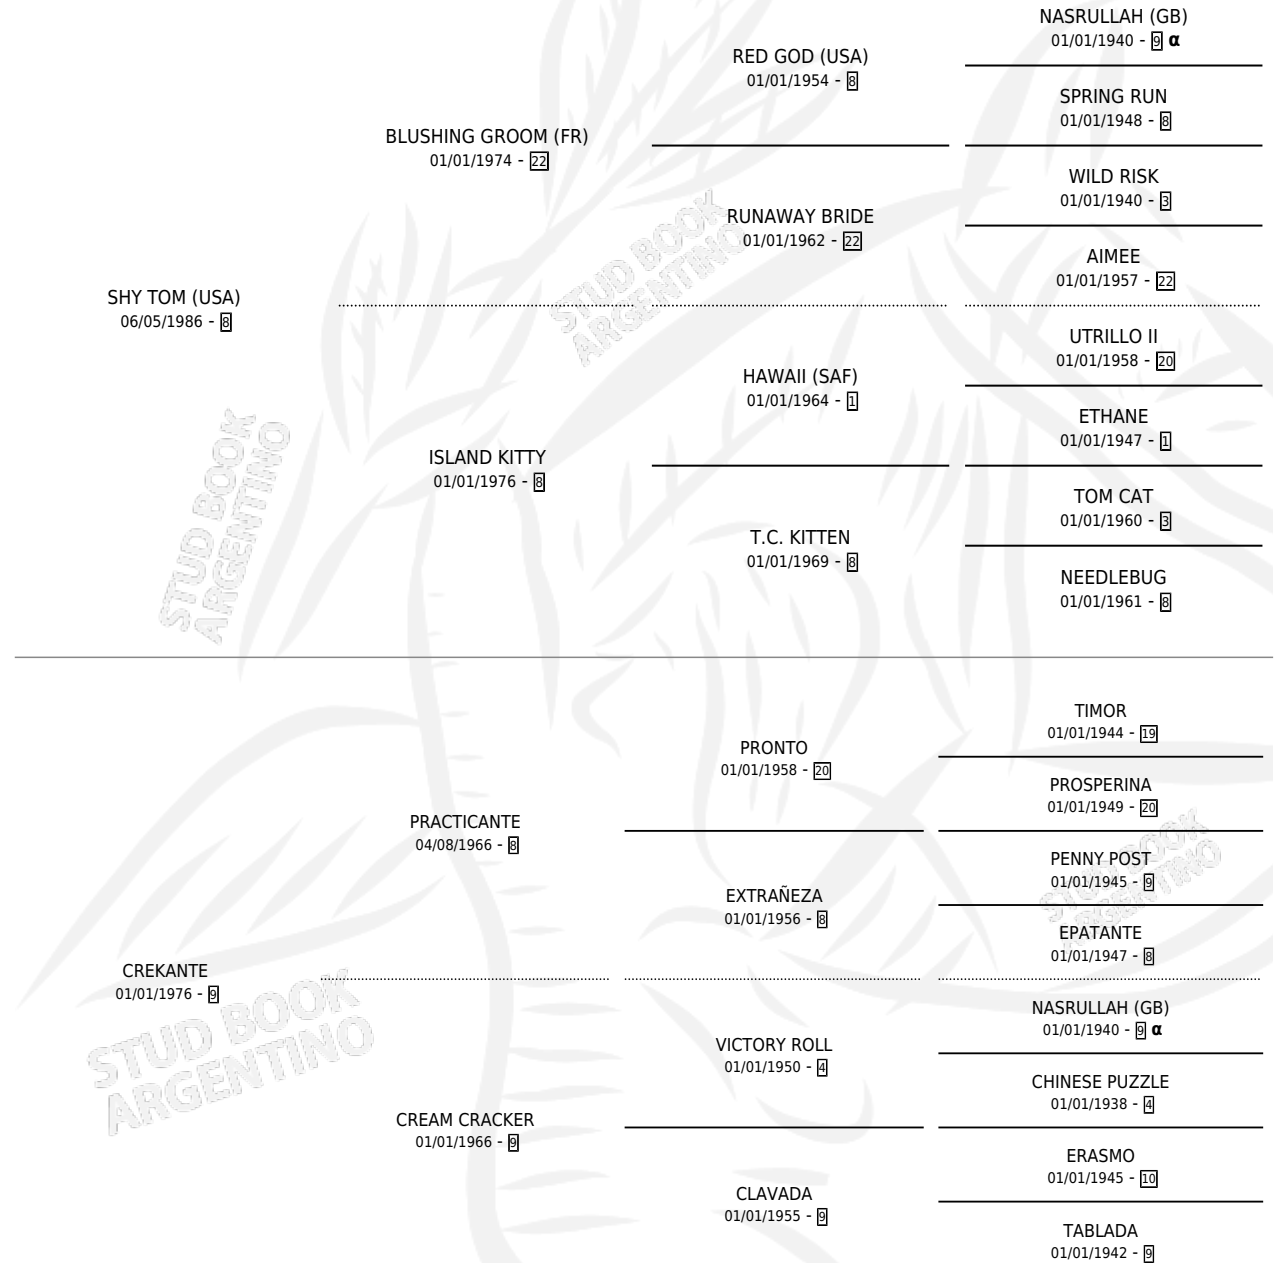 NASRULLAH (GB)
01/01/1940 - 9 α
RED GOD (USA)
01/01/1954 - 8
SPRING RUN
01/01/1948 - 8
BLUSHING GROOM (FR)
01/01/1974 - 22
WILD RISK
01/01/1940 - 3
RUNAWAY BRIDE
01/01/1962 - 22
AIMEE
01/01/1957 - 22
SHY TOM (USA)
06/05/1986 - 8
UTRILLO II
01/01/1958 - 20
HAWAII (SAF)
01/01/1964 - 1
ETHANE
01/01/1947 - 1
ISLAND KITTY
01/01/1976 - 8
TOM CAT
01/01/1960 - 3
T.C. KITTEN
01/01/1969 - 8
NEEDLEBUG
01/01/1961 - 8
TIMOR
01/01/1944 - 19
PRONTO
01/01/1958 - 20
PROSPERINA
01/01/1949 - 20
PRACTICANTE
04/08/1966 - 8
PENNY POST
01/01/1945 - 9
EXTRAÑEZA
01/01/1956 - 8
EPATANTE
01/01/1947 - 8
CREKANTE
01/01/1976 - 9
NASRULLAH (GB)
01/01/1940 - 9 α
VICTORY ROLL
01/01/1950 - 4
CHINESE PUZZLE
01/01/1938 - 4
CREAM CRACKER
01/01/1966 - 9
ERASMO
01/01/1945 - 10
CLAVADA
01/01/1955 - 9
TABLADA
01/01/1942 - 9
STUD BOOK
ARGENTINO
STUD BOOK
ARGENTINO
STUD BOOK
ARGENTINO
STUD BOOK
ARGENTINO